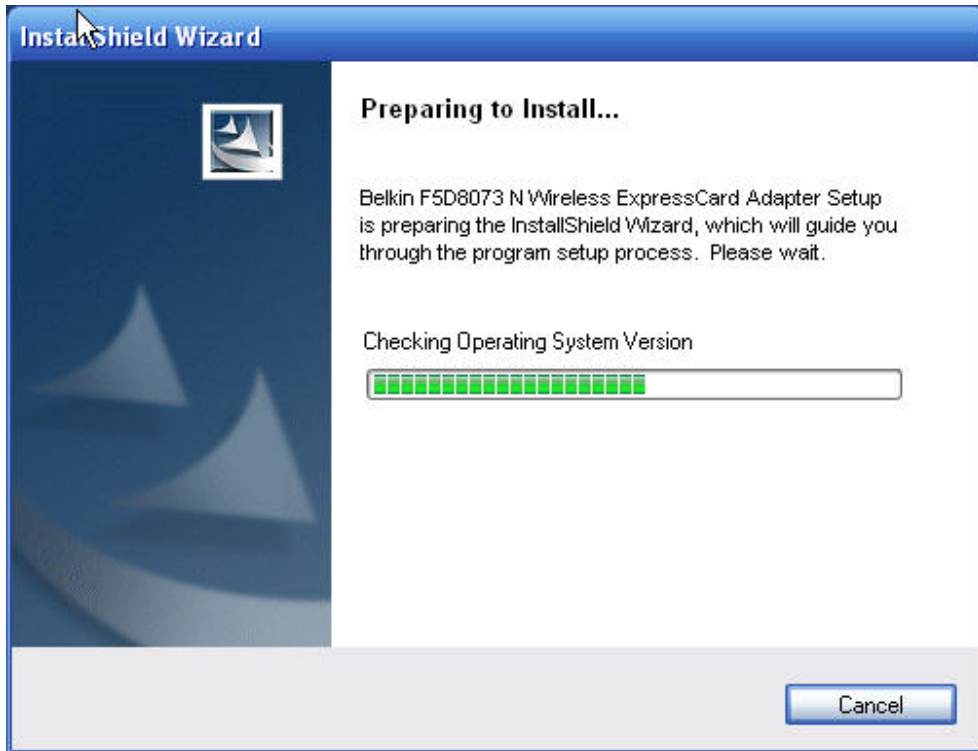 InstallShield Wizard
Preparing to Install...
Belkin F5D8073 N Wireless ExpressCard Adapter Setup
is preparing the InstallShield Wizard, which will guide you
through the program setup process. Please wait.
Checking Operating System Version
Cancel